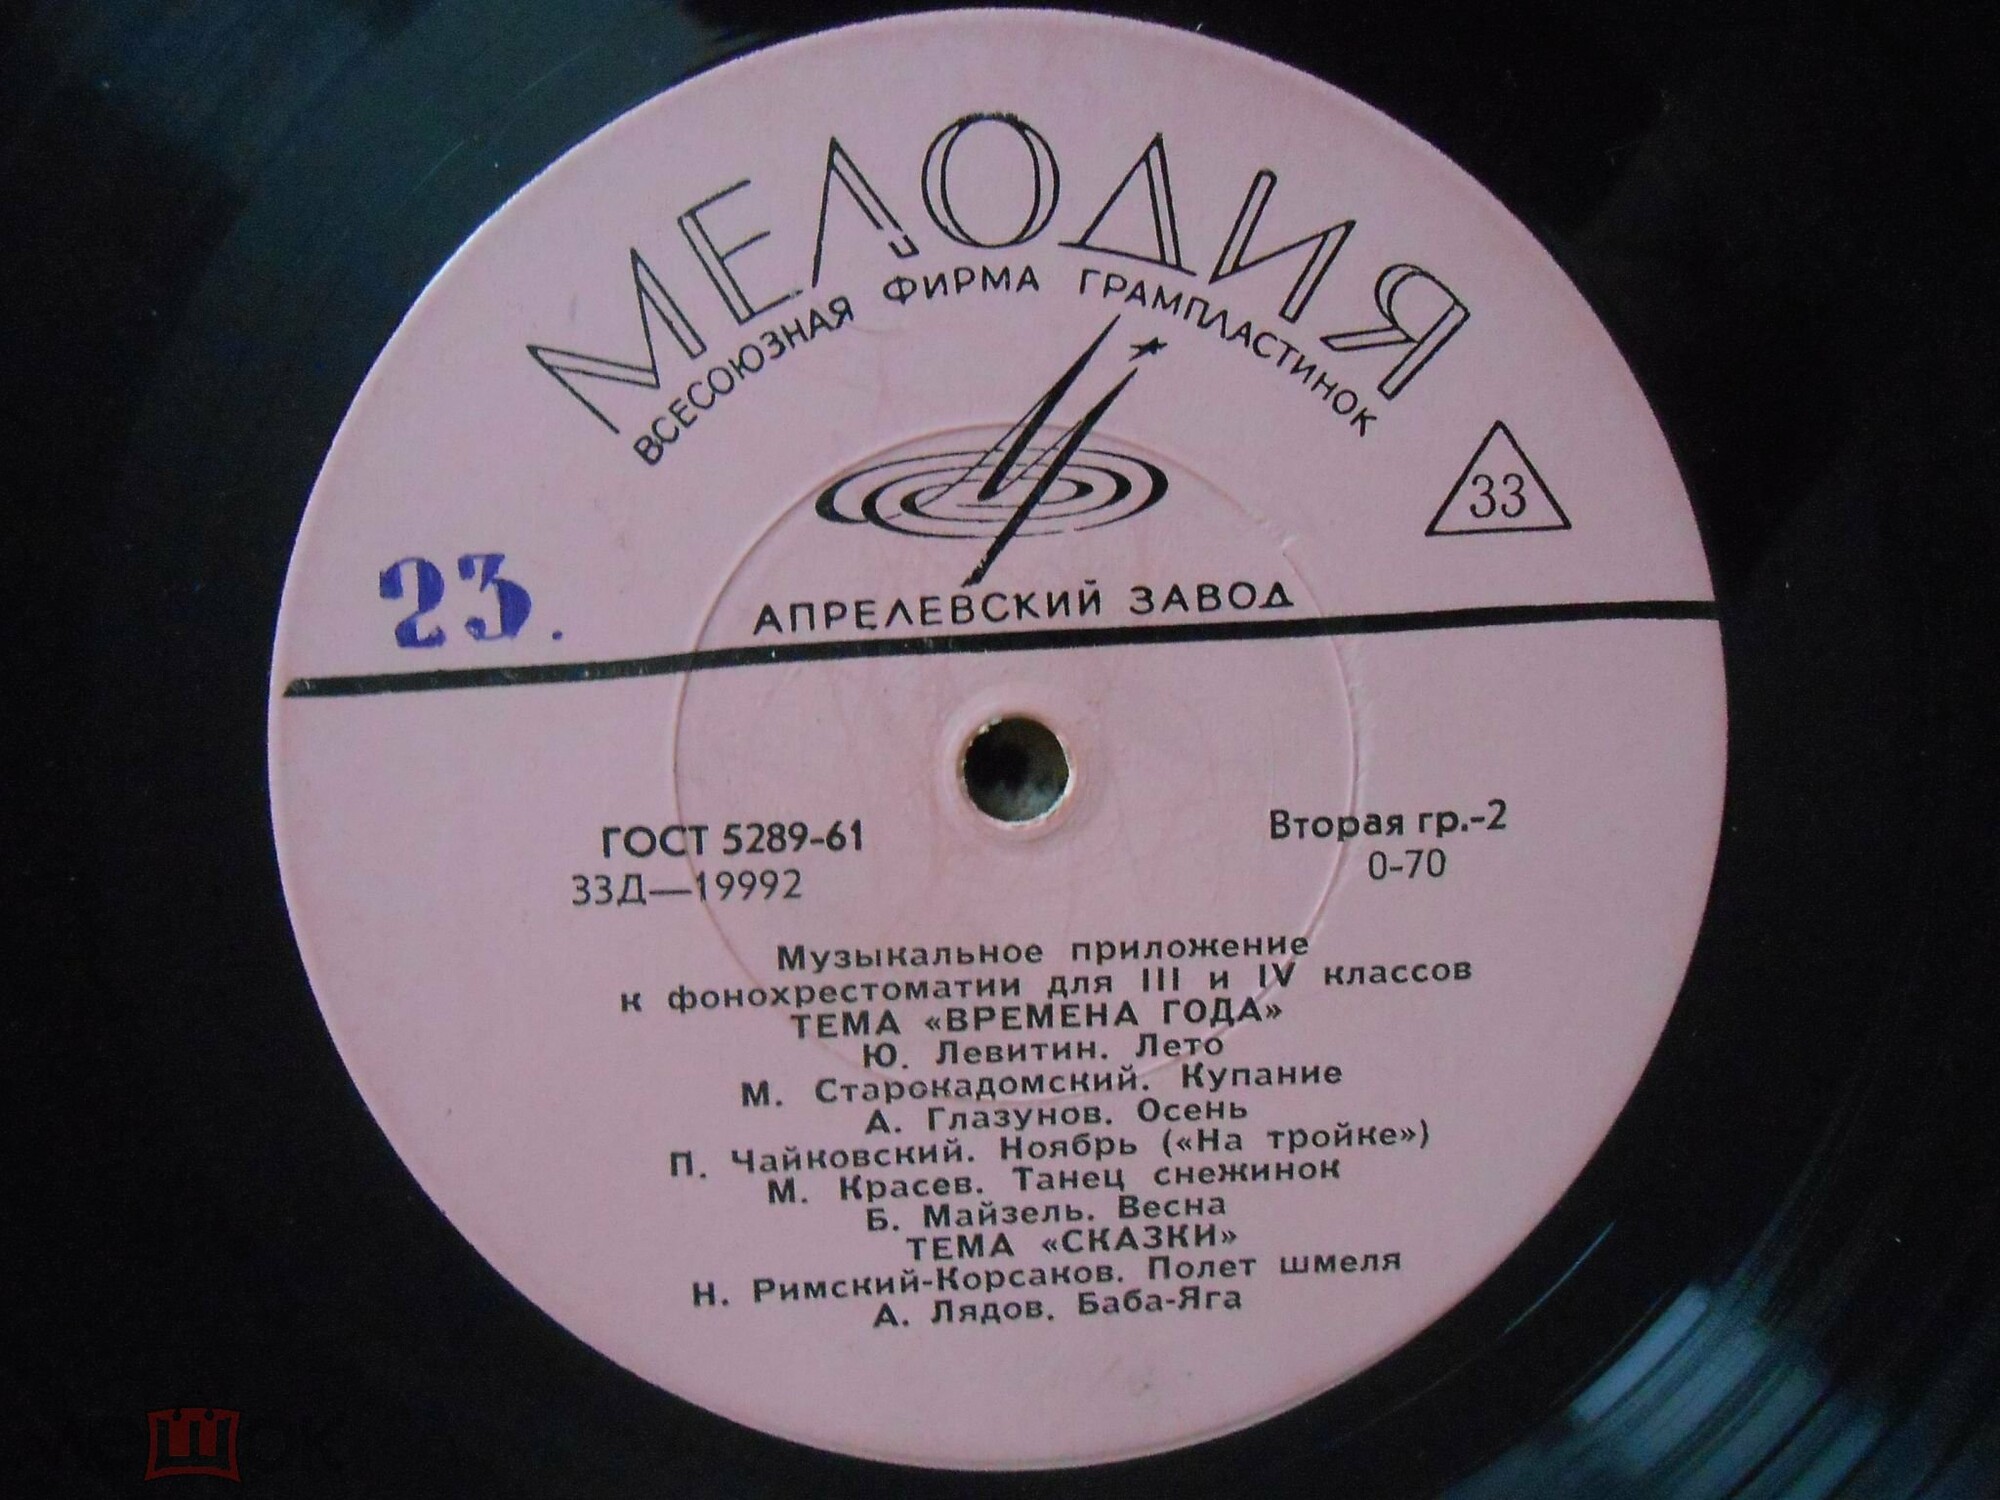 МЕЛОДИЯ
ВСЕСОЮЗНАЯ ФИРМА ГРАМПЛАСТИНОК
33
23.
АПРЕЛЕВСКИЙ ЗАВОД
ГОСТ 5289-61
Вторая гр.-2
33Д—19992
0-70
Музыкальное приложение
к фонохрестоматии для III и IV классов
ТЕМА «ВРЕМЕНА ГОДА»
Ю. Левитин. Лето
М. Старокадомский. Купание
А. Глазунов. Осень
П. Чайковский. Ноябрь («На тройке»)
М. Красев. Танец снежинок
Б. Майзель. Весна
ТЕМА «СКАЗКИ»
Н. Римский-Корсаков. Полет шмеля
А. Лядов. Баба-Яга
МЕШОК